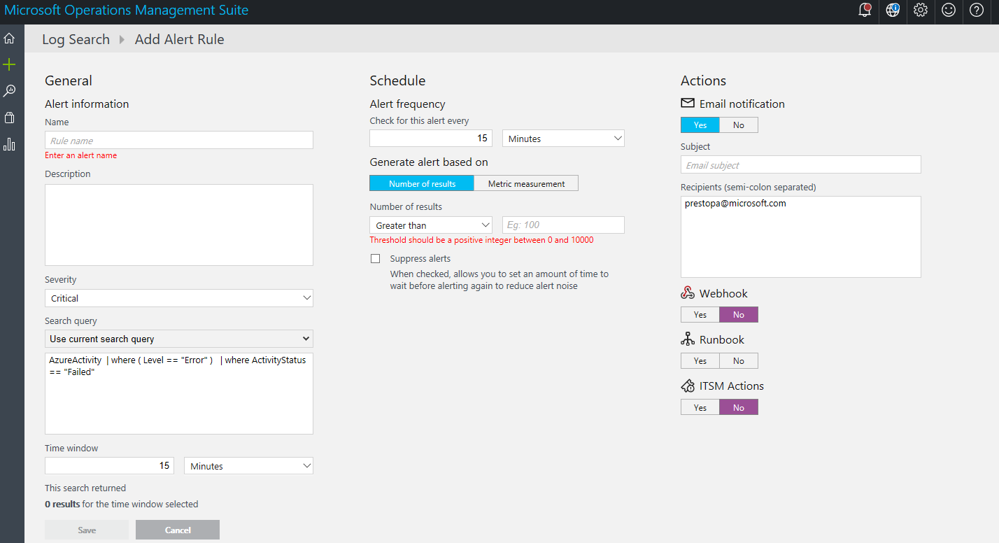 Microsoft Operations Management Suite
Log Search
Add Alert Rule
General
Alert information
Name
Rule name
Enter an alert name
Description
Severity
Critical
Search query
Use current search query
AzureActivity | where ( Level == "Error" ) | where ActivityStatus
== "Failed"
Time window
15 Minutes
This search returned
0 results for the time window selected
Save Cancel
Schedule
Alert frequency
Check for this alert every
15 Minutes
Generate alert based on
Number of results Metric measurement
Number of results
Greater than Eg: 100
Threshold should be a positive integer between 0 and 10000
Suppress alerts
When checked, allows you to set an amount of time to
wait before alerting again to reduce alert noise
Actions
Email notification
Yes No
Subject
Email subject
Recipients (semi-colon separated)
prestopa@microsoft.com
Webhook
Yes No
Runbook
Yes No
ITSM Actions
Yes No